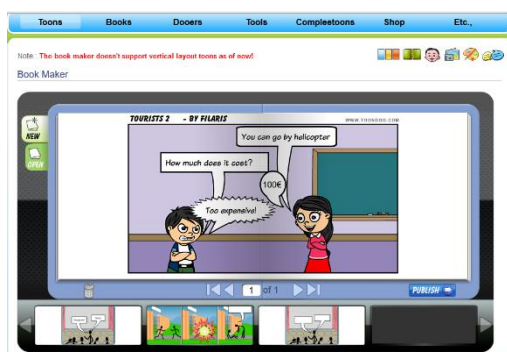 Toons Books Dooers Tools Compleetoons Shop Etc.,
Note : The book maker doesn't support vertical layout toons as of now!
Book Maker
NEW
OPEN
TOURISTS 2 - BY FILARIS
WWW.TOONDOO.COM
You can go by helicopter
How much does it cost?
100€
Too expensive!
1 of 1
PUBLISH